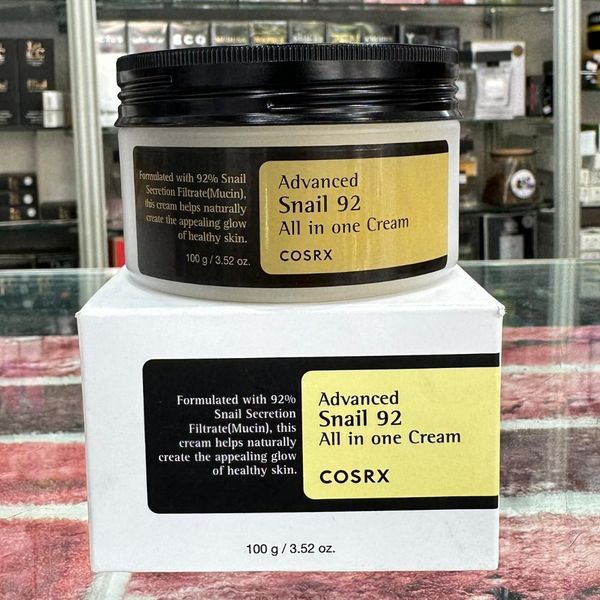 Formulated with 92% Snail
Secretion Filtrate(Mucin),
this cream helps naturally
create the appealing glow
of healthy skin.
100 g / 3.52 oz.
Advanced
Snail 92
All in one Cream
COSRX
Formulated with 92%
Snail Secretion
Filtrate(Mucin), this
cream helps naturally
create the appealing glow
of healthy skin.
Advanced
Snail 92
All in one Cream
COSRX
100 g / 3.52 oz.